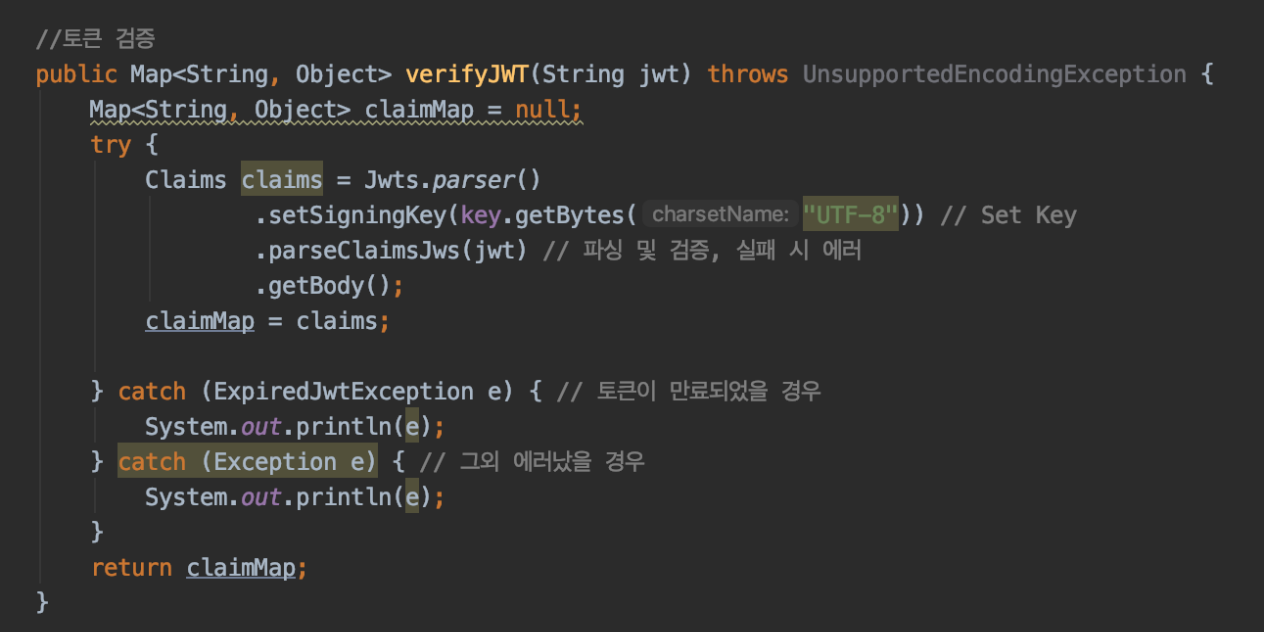 //토큰 검증
public Map<String, Object> verifyJWT(String jwt) throws UnsupportedEncodingException {
Map<String, Object> claimMap = null;
try {
Claims claims = Jwts.parser()
.setSigningKey(key.getBytes( charsetName: "UTF-8")) // Set Key
.parseClaimsJws(jwt) // 파싱 및 검증, 실패 시 에러
.getBody();
claimMap = claims;
} catch (ExpiredJwtException e) { // 토큰이 만료되었을 경우
System.out.println(e);
} catch (Exception e) { // 그외 에러났을 경우
System.out.println(e);
}
return claimMap;
}